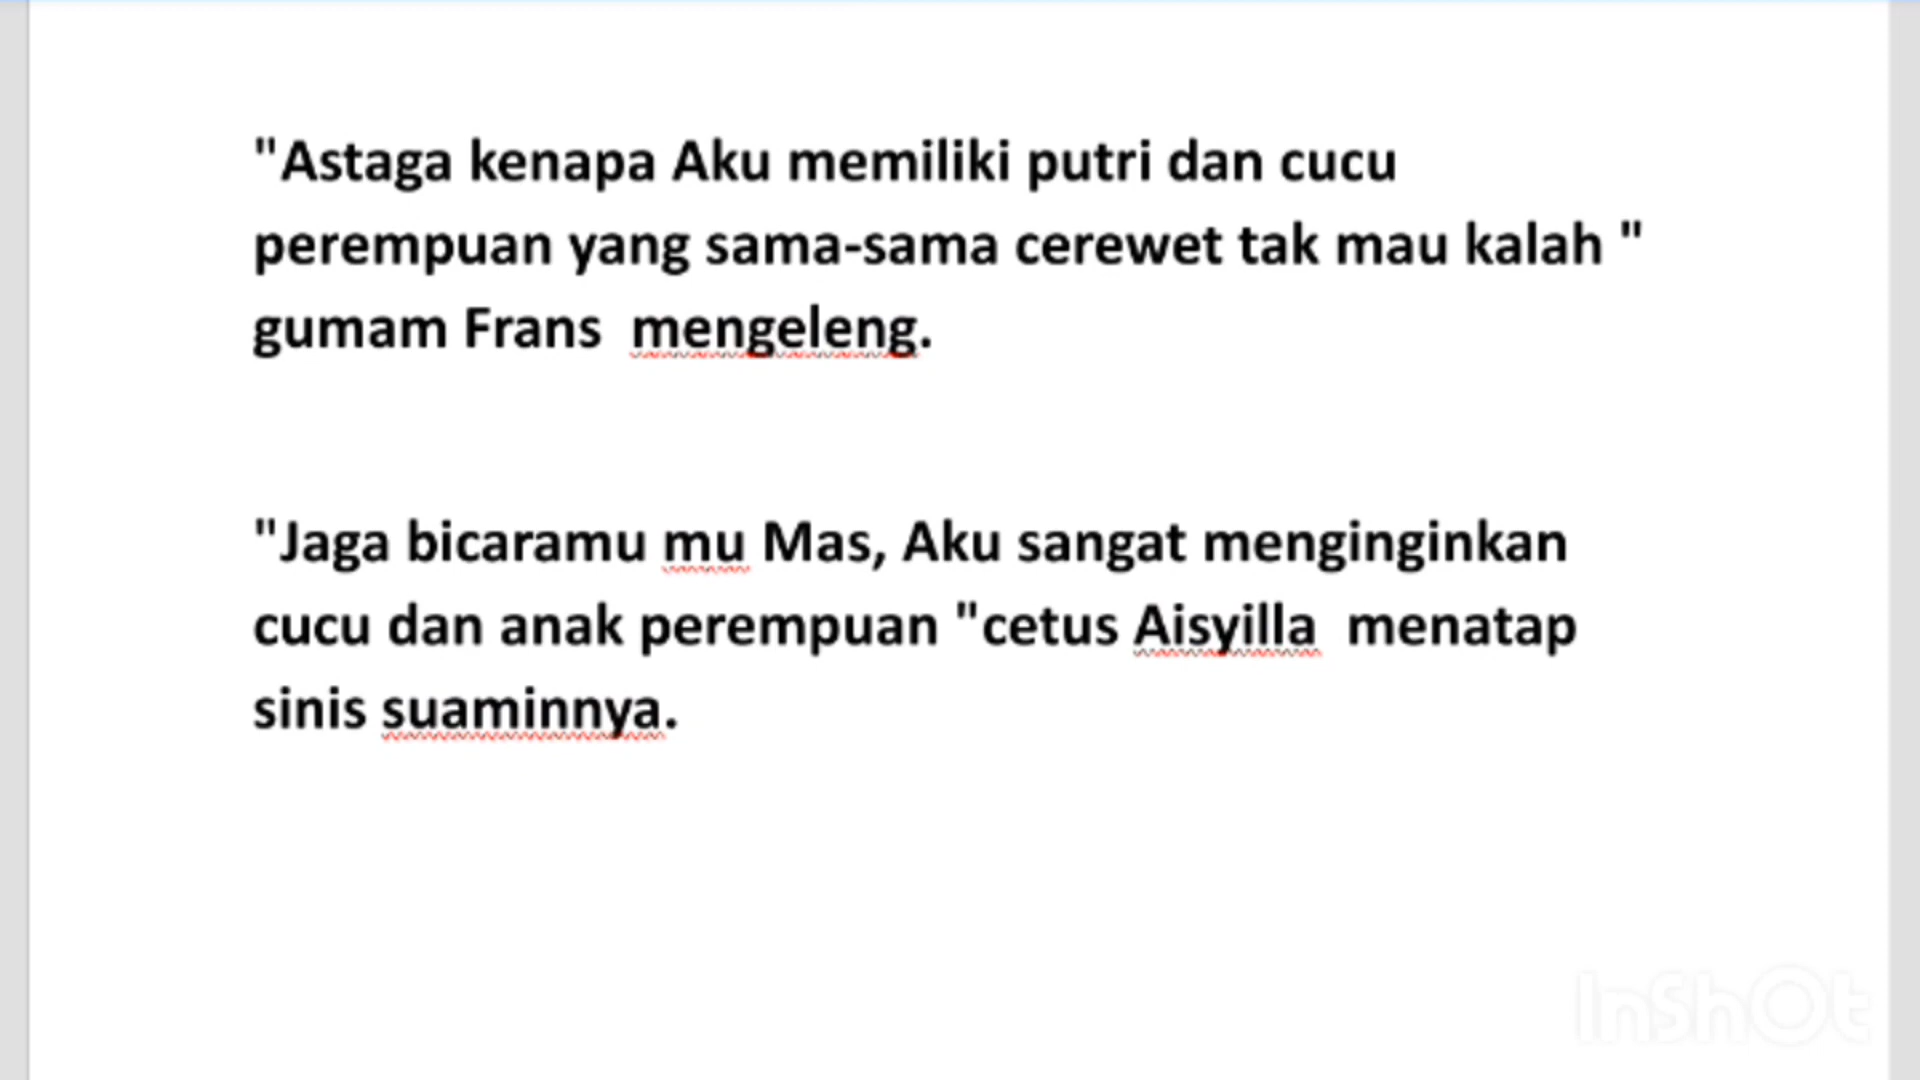 "Astaga kenapa Aku memiliki putri dan cucu
perempuan yang sama-sama cerewet tak mau kalah "
gumam Frans  mengeleng.
"Jaga bicaramu mu Mas, Aku sangat menginginkan
cucu dan anak perempuan "cetus Aisyilla  menatap
sinis suaminnya.
InShOt